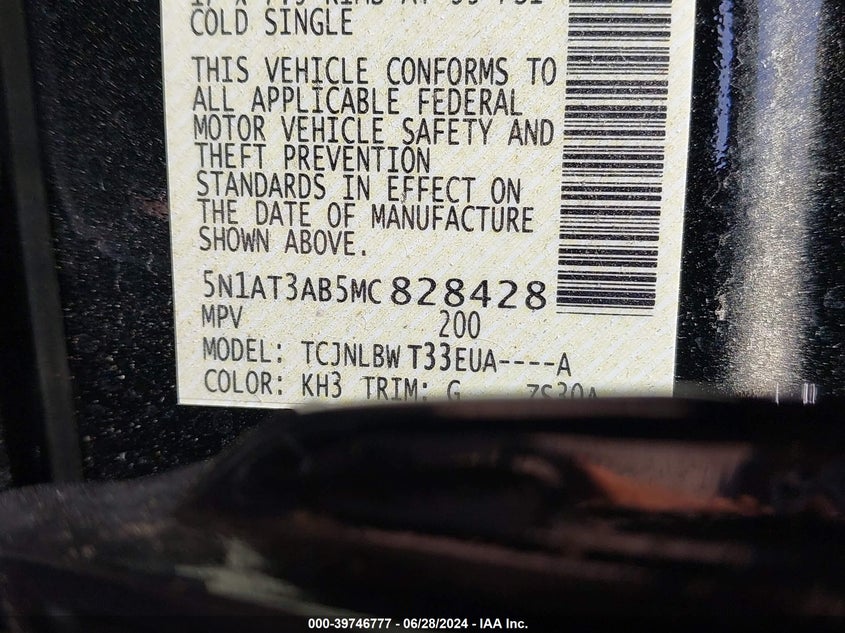 COLD SINGLE
THIS VEHICLE CONFORMS TO
ALL APPLICABLE FEDERAL
MOTOR VEHICLE SAFETY AND
THEFT PREVENTION
STANDARDS IN EFFECT ON
THE DATE OF MANUFACTURE
SHOWN ABOVE.
5N1AT3AB5MC 828428
MPV 200
MODEL: TCJNLBW T33EUA----A
COLOR: KH3 TRIM: G
000-39746777 - 06/28/2024 - IAA Inc.